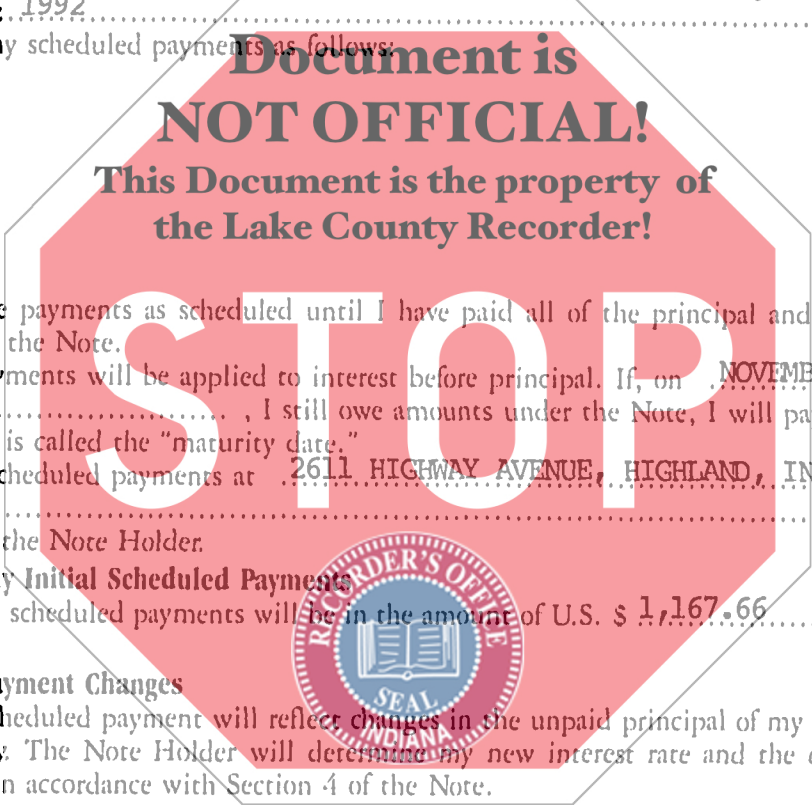 1992
y scheduled payments as follows:
Document is
NOT OFFICIAL!
This Document is the property of
the Lake County Recorder!
e payments as scheduled until I have paid all of the principal and
the Note.
STOP
ments will be applied to interest before principal. If, on NOVEMB
, I still owe amounts under the Note, I will pa
is called the "maturity date."
cheduled payments at 2611 HIGHWAY AVENUE, HIGHLAND, IN
the Note Holder.
y Initial Scheduled Payments
scheduled payments will be in the amount of U.S. $ 1,167.66
RECORDER'S OFFICE
SEAL
INDIANA
yment Changes
heduled payment will reflect changes in the unpaid principal of my
. The Note Holder will determine my new interest rate and the
n accordance with Section 4 of the Note.